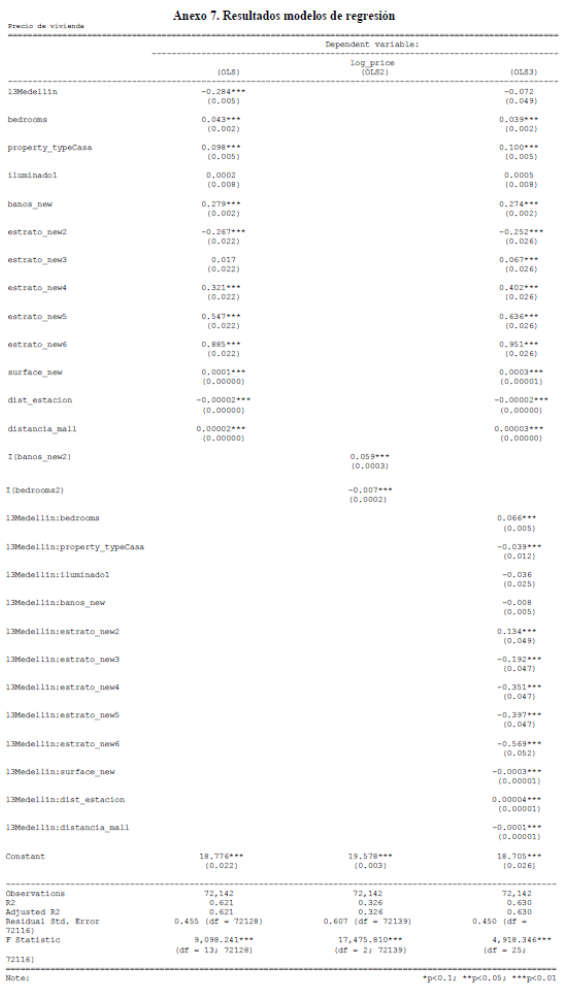 Anexo 7. Resultados modelos de regresión
Precio de vivienda
Dependent variable:
log_price
(OLS) (OLS2) (OLS3)
l3Medellin -0.284*** -0.072
(0.005) (0.049)
bedrooms 0.043*** 0.039***
(0.002) (0.002)
property_typeCasa 0.098*** 0.100***
(0.005) (0.005)
iluminado1 0.0002 0.0005
(0.008) (0.008)
banos_new 0.279*** 0.274***
(0.002) (0.002)
estrato_new2 -0.267*** -0.252***
(0.022) (0.026)
estrato_new3 0.017 0.067***
(0.022) (0.026)
estrato_new4 0.321*** 0.402***
(0.022) (0.026)
estrato_new5 0.547*** 0.636***
(0.022) (0.026)
estrato_new6 0.885*** 0.951***
(0.022) (0.026)
surface_new 0.0001*** 0.0003***
(0.00000) (0.00001)
dist_estacion -0.00002*** -0.00002***
(0.00000) (0.00000)
distancia_mall 0.00002*** 0.00003***
(0.00000) (0.00000)
I(banos_new2) 0.059***
(0.0003)
I(bedrooms2) -0.007***
(0.0002)
l3Medellin:bedrooms 0.066***
(0.005)
l3Medellin:property_typeCasa -0.039***
(0.012)
l3Medellin:iluminado1 -0.036
(0.025)
l3Medellin:banos_new -0.008
(0.005)
l3Medellin:estrato_new2 0.134***
(0.049)
l3Medellin:estrato_new3 -0.192***
(0.047)
l3Medellin:estrato_new4 -0.351***
(0.047)
l3Medellin:estrato_new5 -0.397***
(0.047)
l3Medellin:estrato_new6 -0.569***
(0.052)
l3Medellin:surface_new -0.0003***
(0.00001)
l3Medellin:dist_estacion 0.00004***
(0.00001)
l3Medellin:distancia_mall -0.0001***
(0.00001)
Constant 18.776*** 19.578*** 18.705***
(0.022) (0.003) (0.026)
Observations 72,142 72,142 72,142
R2 0.621 0.326 0.630
Adjusted R2 0.621 0.326 0.630
Residual Std. Error 0.455 (df = 72128) 0.607 (df = 72139) 0.450 (df =
72116)
F Statistic 9,098.241*** 17,475.810*** 4,918.346***
(df = 13; 72128) (df = 2; 72139) (df = 25;
72116)
Note: *p<0.1; **p<0.05; ***p<0.01